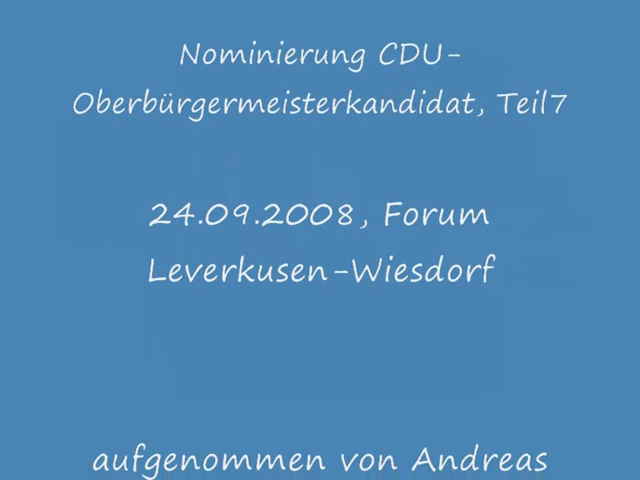 Nominierung CDU-
Oberbürgermeisterkandidat, Teil7
24.09.2008, Forum
Leverkusen-Wiesdorf
aufgenommen von Andreas